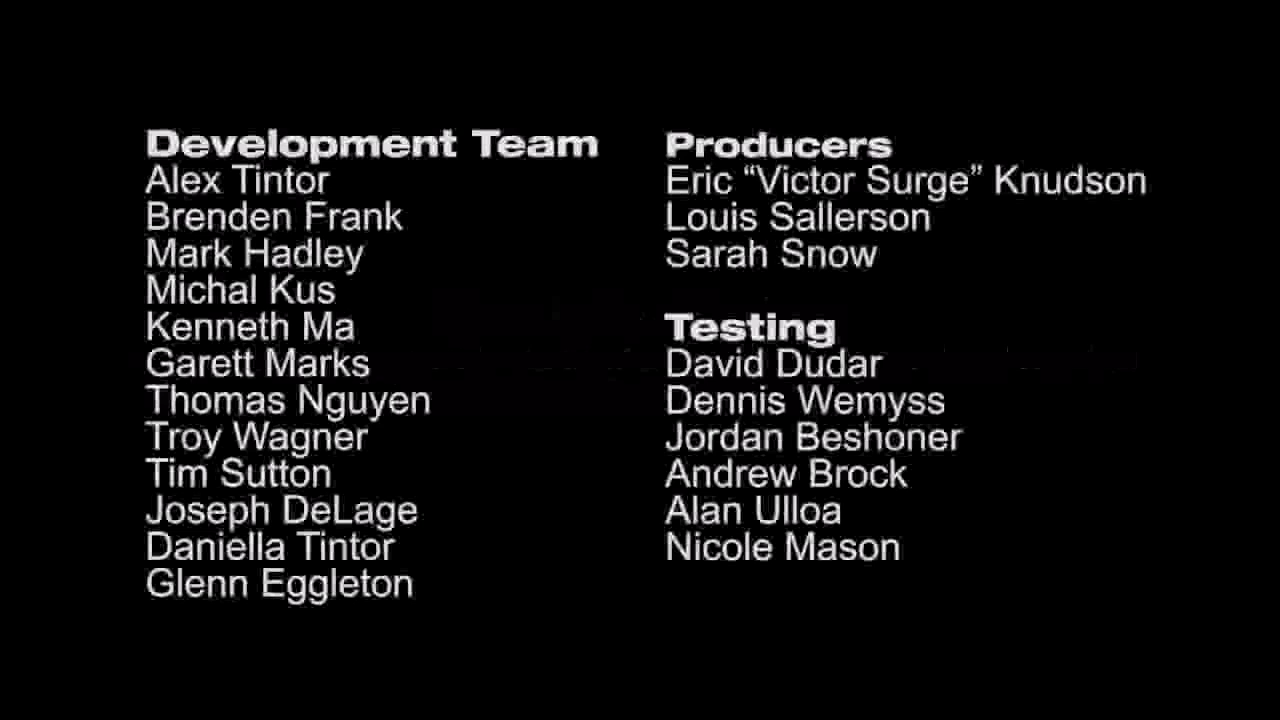 Development Team
Alex Tintor
Brenden Frank
Mark Hadley
Michal Kus
Kenneth Ma
Garett Marks
Thomas Nguyen
Troy Wagner
Tim Sutton
Joseph DeLage
Daniella Tintor
Glenn Eggleton
Producers
Eric “Victor Surge” Knudson
Louis Sallerson
Sarah Snow
Testing
David Dudar
Dennis Wemyss
Jordan Beshoner
Andrew Brock
Alan Ulloa
Nicole Mason